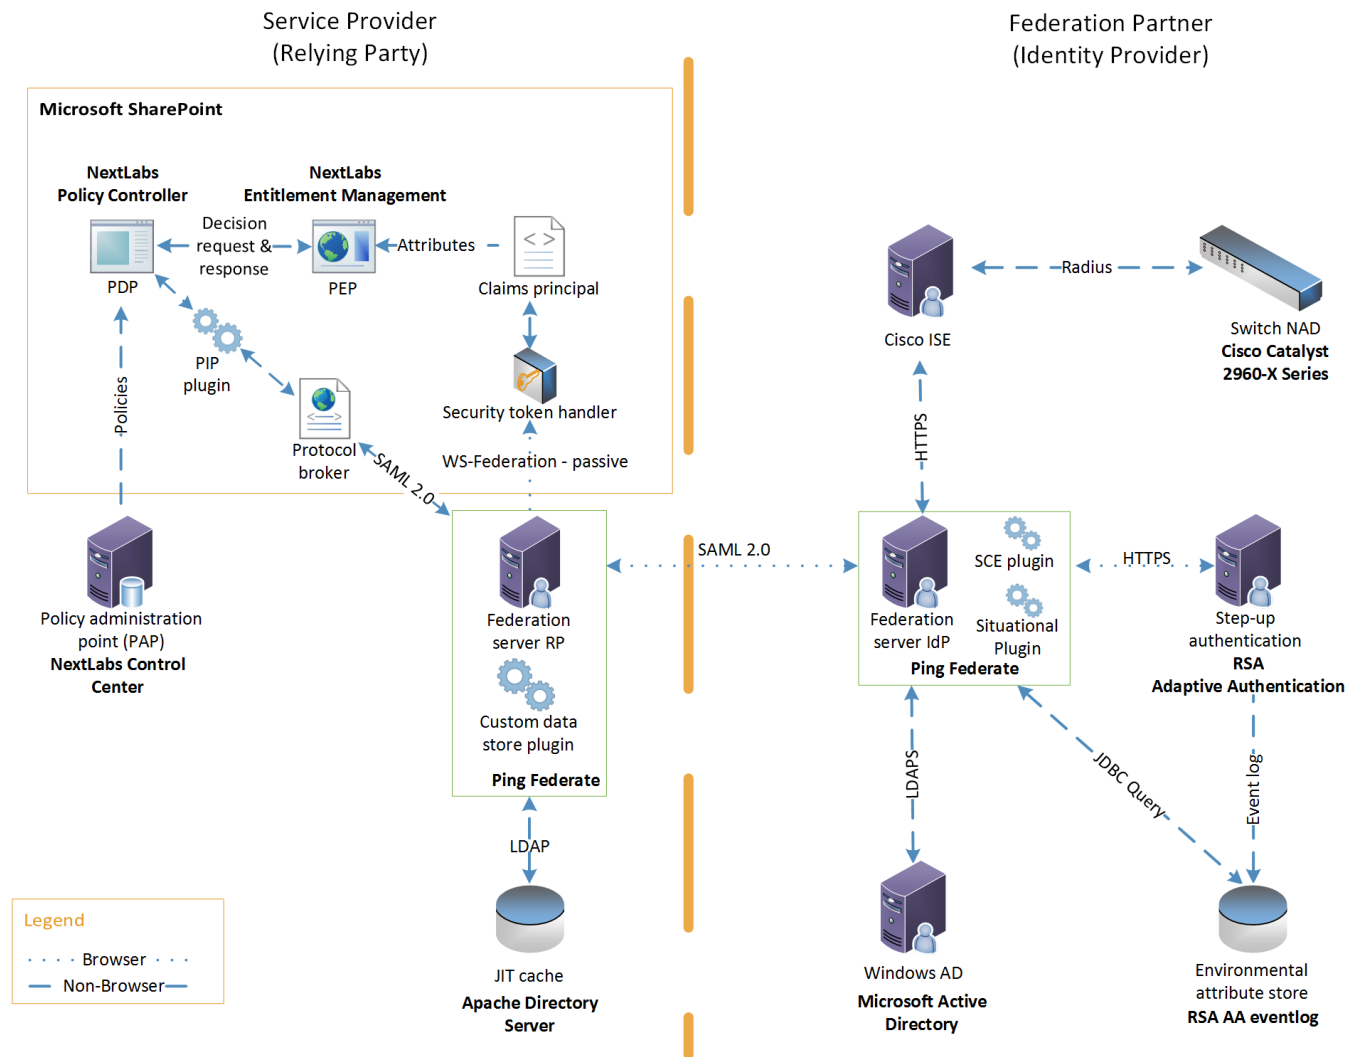 Service Provider
(Relying Party)
Federation Partner
(Identity Provider)
Microsoft SharePoint
NextLabs
Policy Controller
NextLabs
Entitlement Management
Decision
request &
response
Attributes
PDP
PEP
Claims principal
PIP
plugin
Policies
Security token handler
Protocol
broker
SAML 2.0
WS-Federation - passive
Policy administration
point (PAP)
NextLabs Control
Center
Federation
server RP
Custom data
store plugin
Ping Federate
LDAP
JIT cache
Apache Directory
Server
SAML 2.0
Cisco ISE
Radius
Switch NAD
Cisco Catalyst
2960-X Series
HTTPS
SCE plugin
Federation
server IdP
Situational
Plugin
Ping Federate
HTTPS
Step-up
authentication
RSA
Adaptive Authentication
LDAPS
JDBC Query
Event log
Windows AD
Microsoft Active
Directory
Environmental
attribute store
RSA AA eventlog
Legend
Browser
Non-Browser